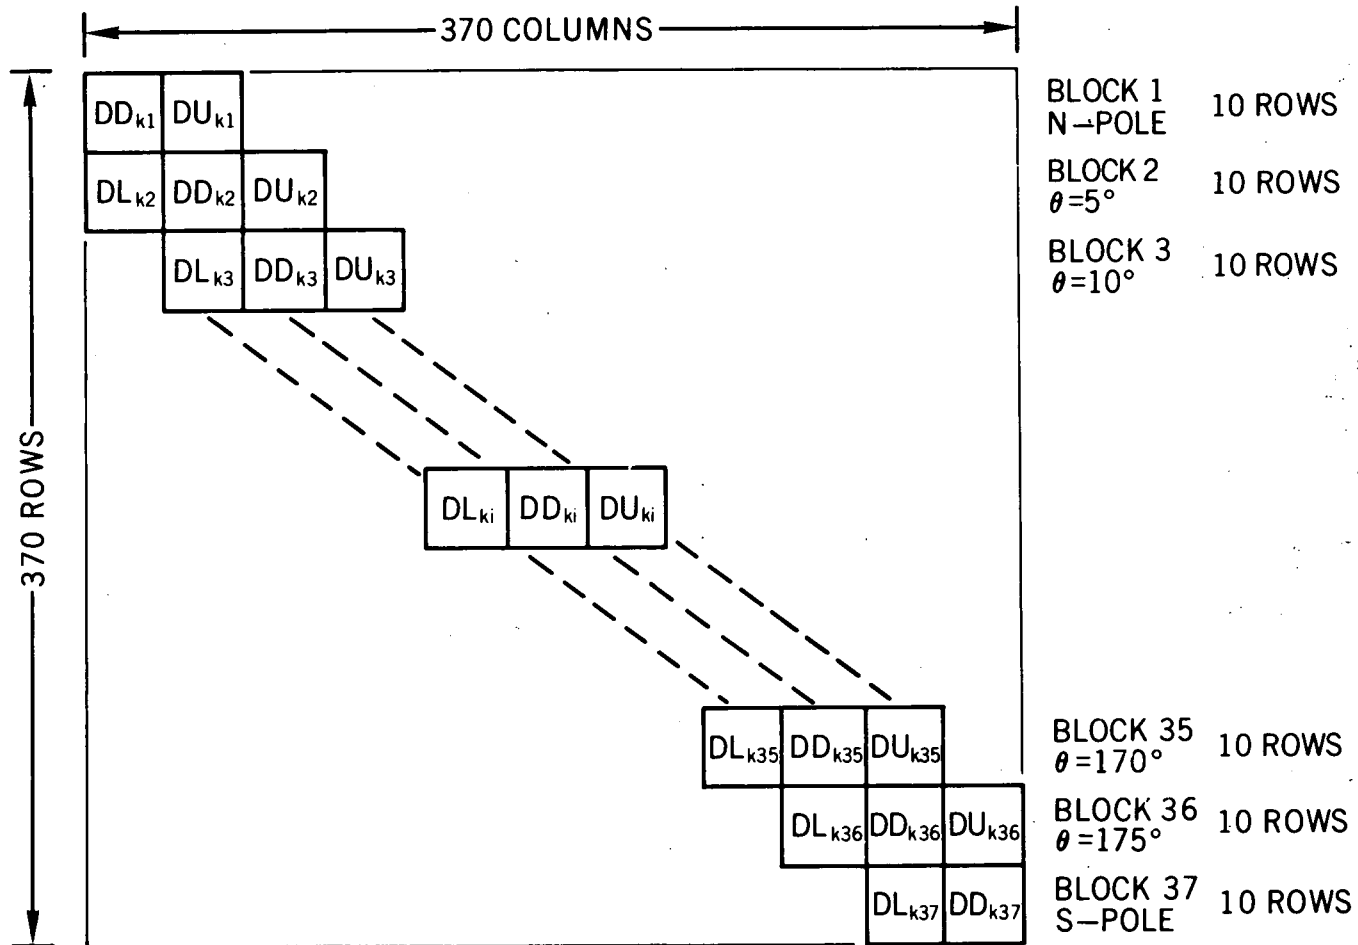 370 COLUMNS
DDk1 DUk1
BLOCK 1 10 ROWS
N–POLE
DLk2 DDk2 DUk2
BLOCK 2 10 ROWS
θ=5°
DLk3 DDk3 DUk3
BLOCK 3 10 ROWS
θ=10°
370 ROWS
DLki DDki DUki
DLk35 DDk35 DUk35
BLOCK 35 10 ROWS
θ=170°
DLk36 DDk36 DUk36
BLOCK 36 10 ROWS
θ=175°
DLk37 DDk37
BLOCK 37 10 ROWS
S–POLE